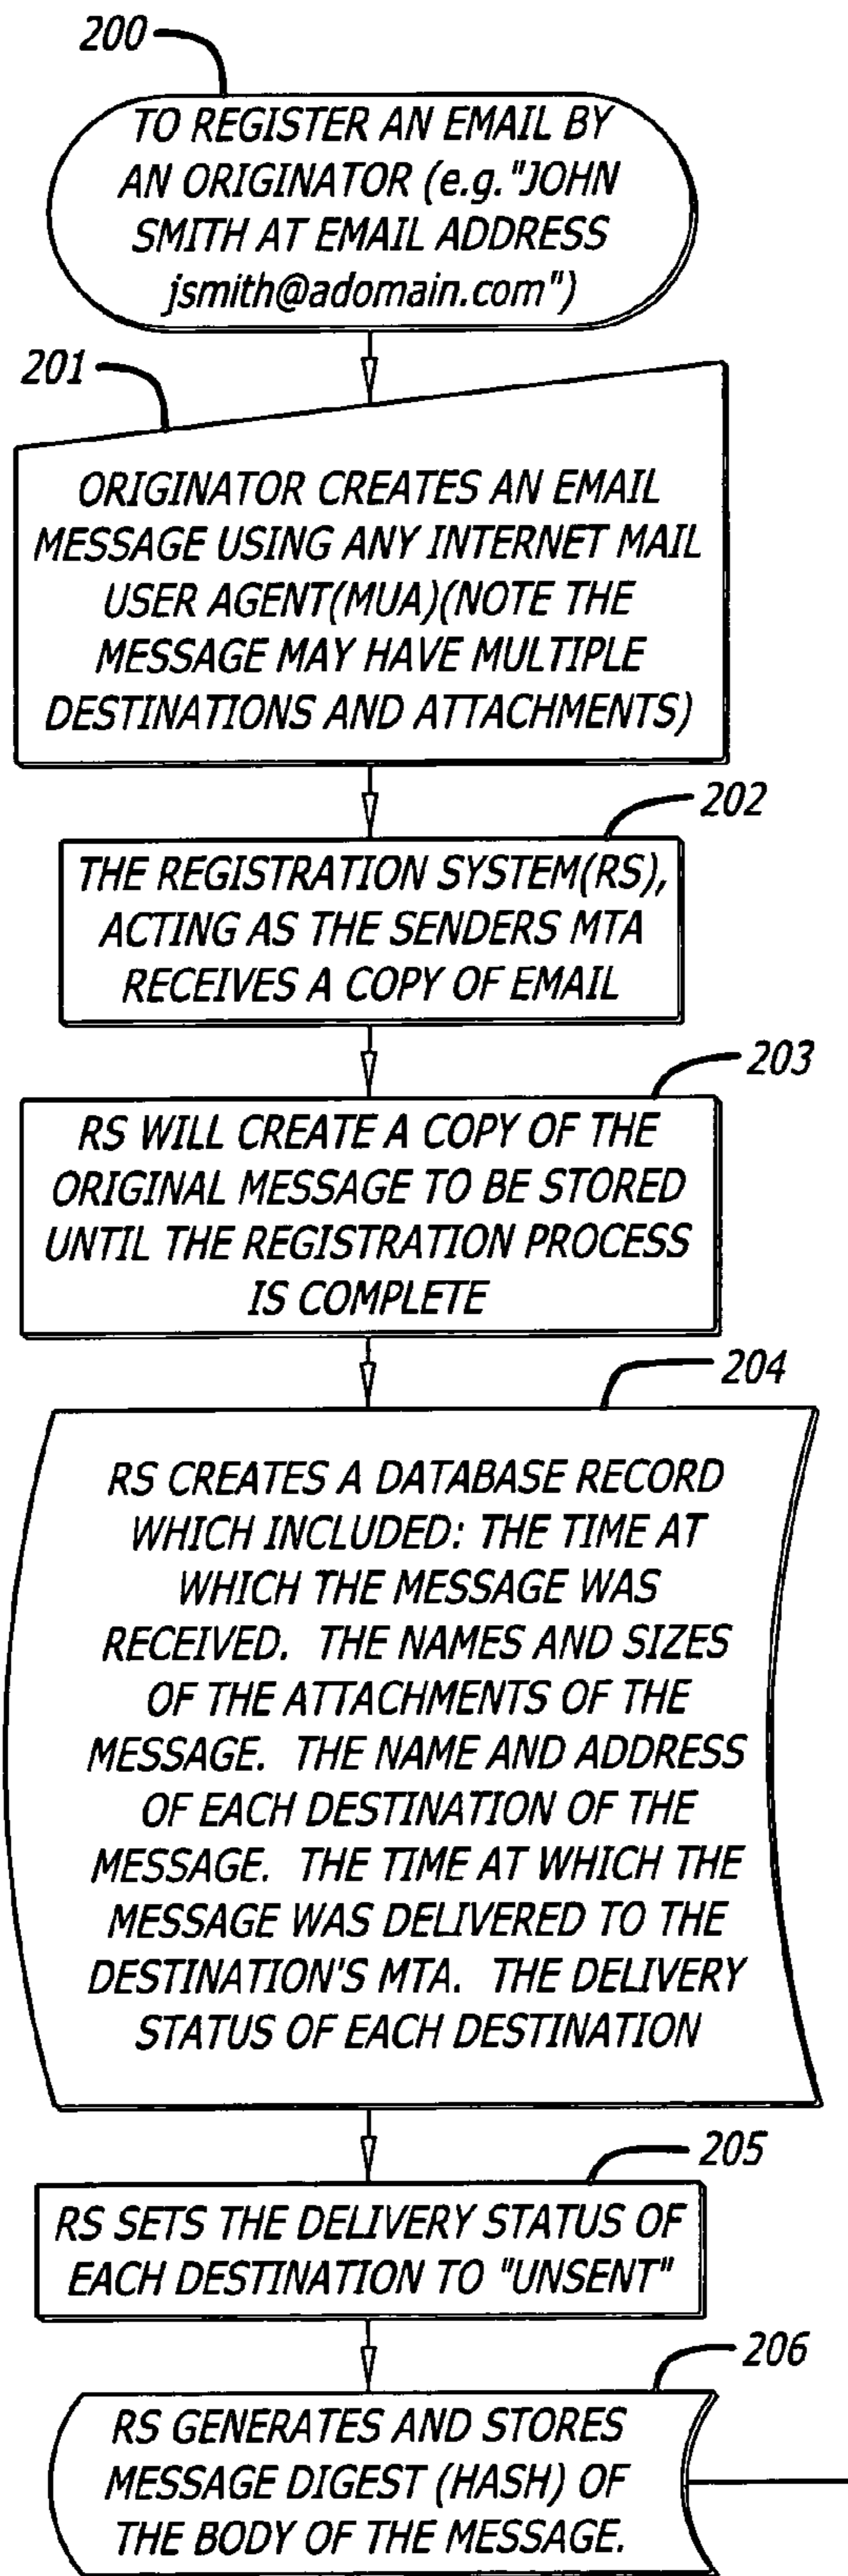 200
TO REGISTER AN EMAIL BY
AN ORIGINATOR (e.g."JOHN
SMITH AT EMAIL ADDRESS
jsmith@adomain.com")
201
ORIGINATOR CREATES AN EMAIL
MESSAGE USING ANY INTERNET MAIL
USER AGENT(MUA)(NOTE THE
MESSAGE MAY HAVE MULTIPLE
DESTINATIONS AND ATTACHMENTS)
202
THE REGISTRATION SYSTEM(RS),
ACTING AS THE SENDERS MTA
RECEIVES A COPY OF EMAIL
203
RS WILL CREATE A COPY OF THE
ORIGINAL MESSAGE TO BE STORED
UNTIL THE REGISTRATION PROCESS
IS COMPLETE
204
RS CREATES A DATABASE RECORD
WHICH INCLUDED: THE TIME AT
WHICH THE MESSAGE WAS
RECEIVED. THE NAMES AND SIZES
OF THE ATTACHMENTS OF THE
MESSAGE. THE NAME AND ADDRESS
OF EACH DESTINATION OF THE
MESSAGE. THE TIME AT WHICH THE
MESSAGE WAS DELIVERED TO THE
DESTINATION'S MTA. THE DELIVERY
STATUS OF EACH DESTINATION
205
RS SETS THE DELIVERY STATUS OF
EACH DESTINATION TO "UNSENT"
206
RS GENERATES AND STORES
MESSAGE DIGEST (HASH) OF
THE BODY OF THE MESSAGE.